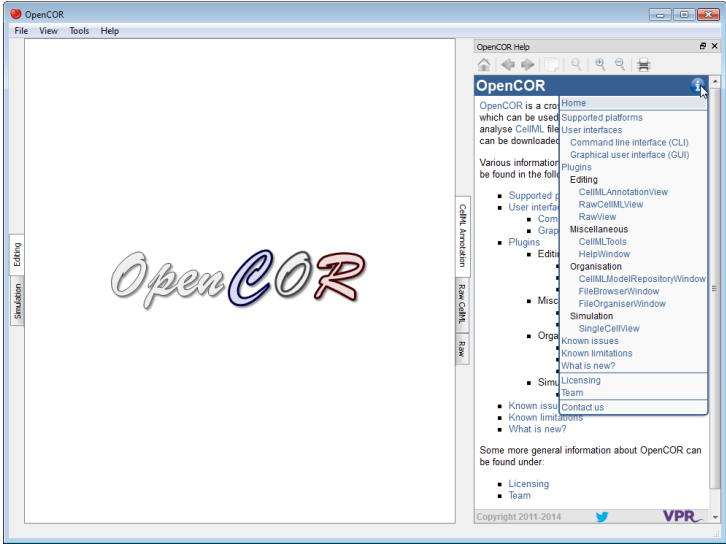 OpenCOR
File View Tools Help
OpenCOR Help
OpenCOR
OpenCOR is a cro
which can be used
analyse CellML file
can be downloaded
Various information
be found in the foll
Supported p
User interfa
Com
Grap
Plugins
Editi
Misc
Orga
Simu
Known issu
Known limitations
What is new?
Some more general information about OpenCOR can
be found under:
Licensing
Team
Copyright 2011-2014
VPR
Home
Supported platforms
User interfaces
Command line interface (CLI)
Graphical user interface (GUI)
Plugins
Editing
CellMLAnnotationView
RawCellMLView
RawView
Miscellaneous
CellMLTools
HelpWindow
Organisation
CellMLModelRepositoryWindow
FileBrowserWindow
FileOrganiserWindow
Simulation
SingleCellView
Known issues
Known limitations
What is new?
Licensing
Team
Contact us
Editing
Simulation
OpenCOR
CellML Annotation
Raw CellML
Raw